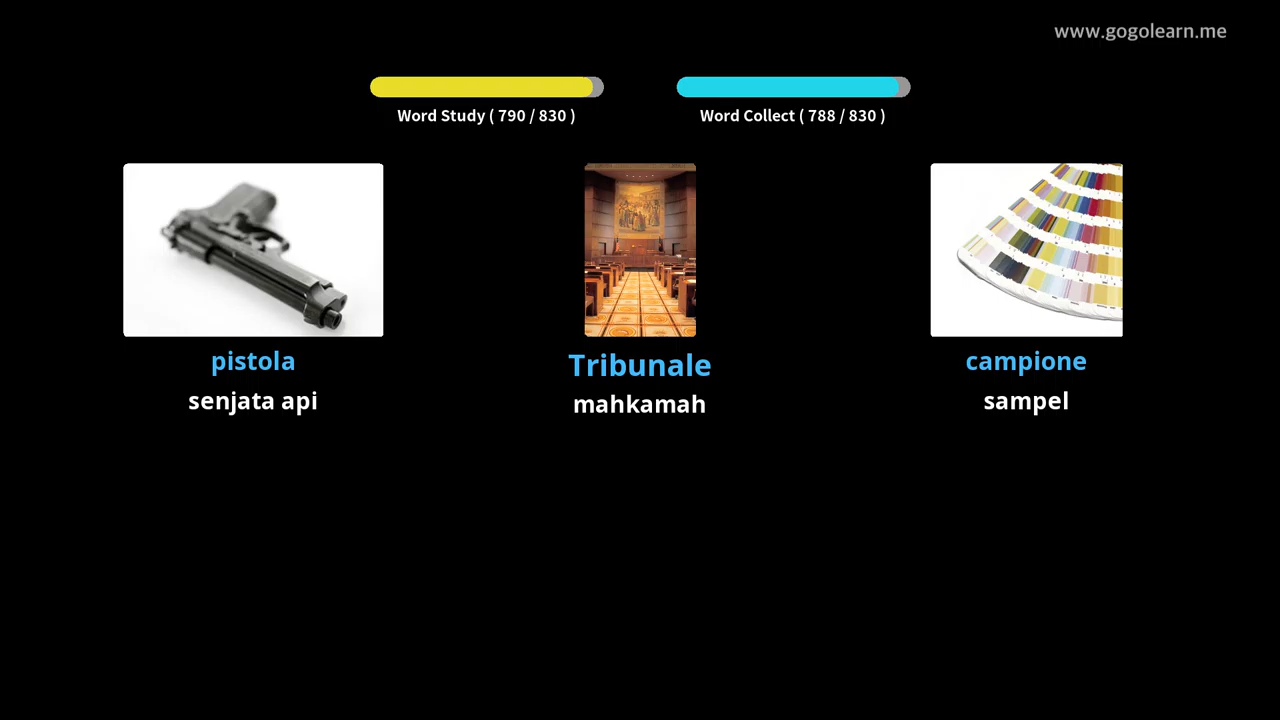 www.gogolearn.me
Word Study ( 790 / 830 )
Word Collect ( 788 / 830 )
pistola
senjata api
Tribunale
mahkamah
campione
sampel